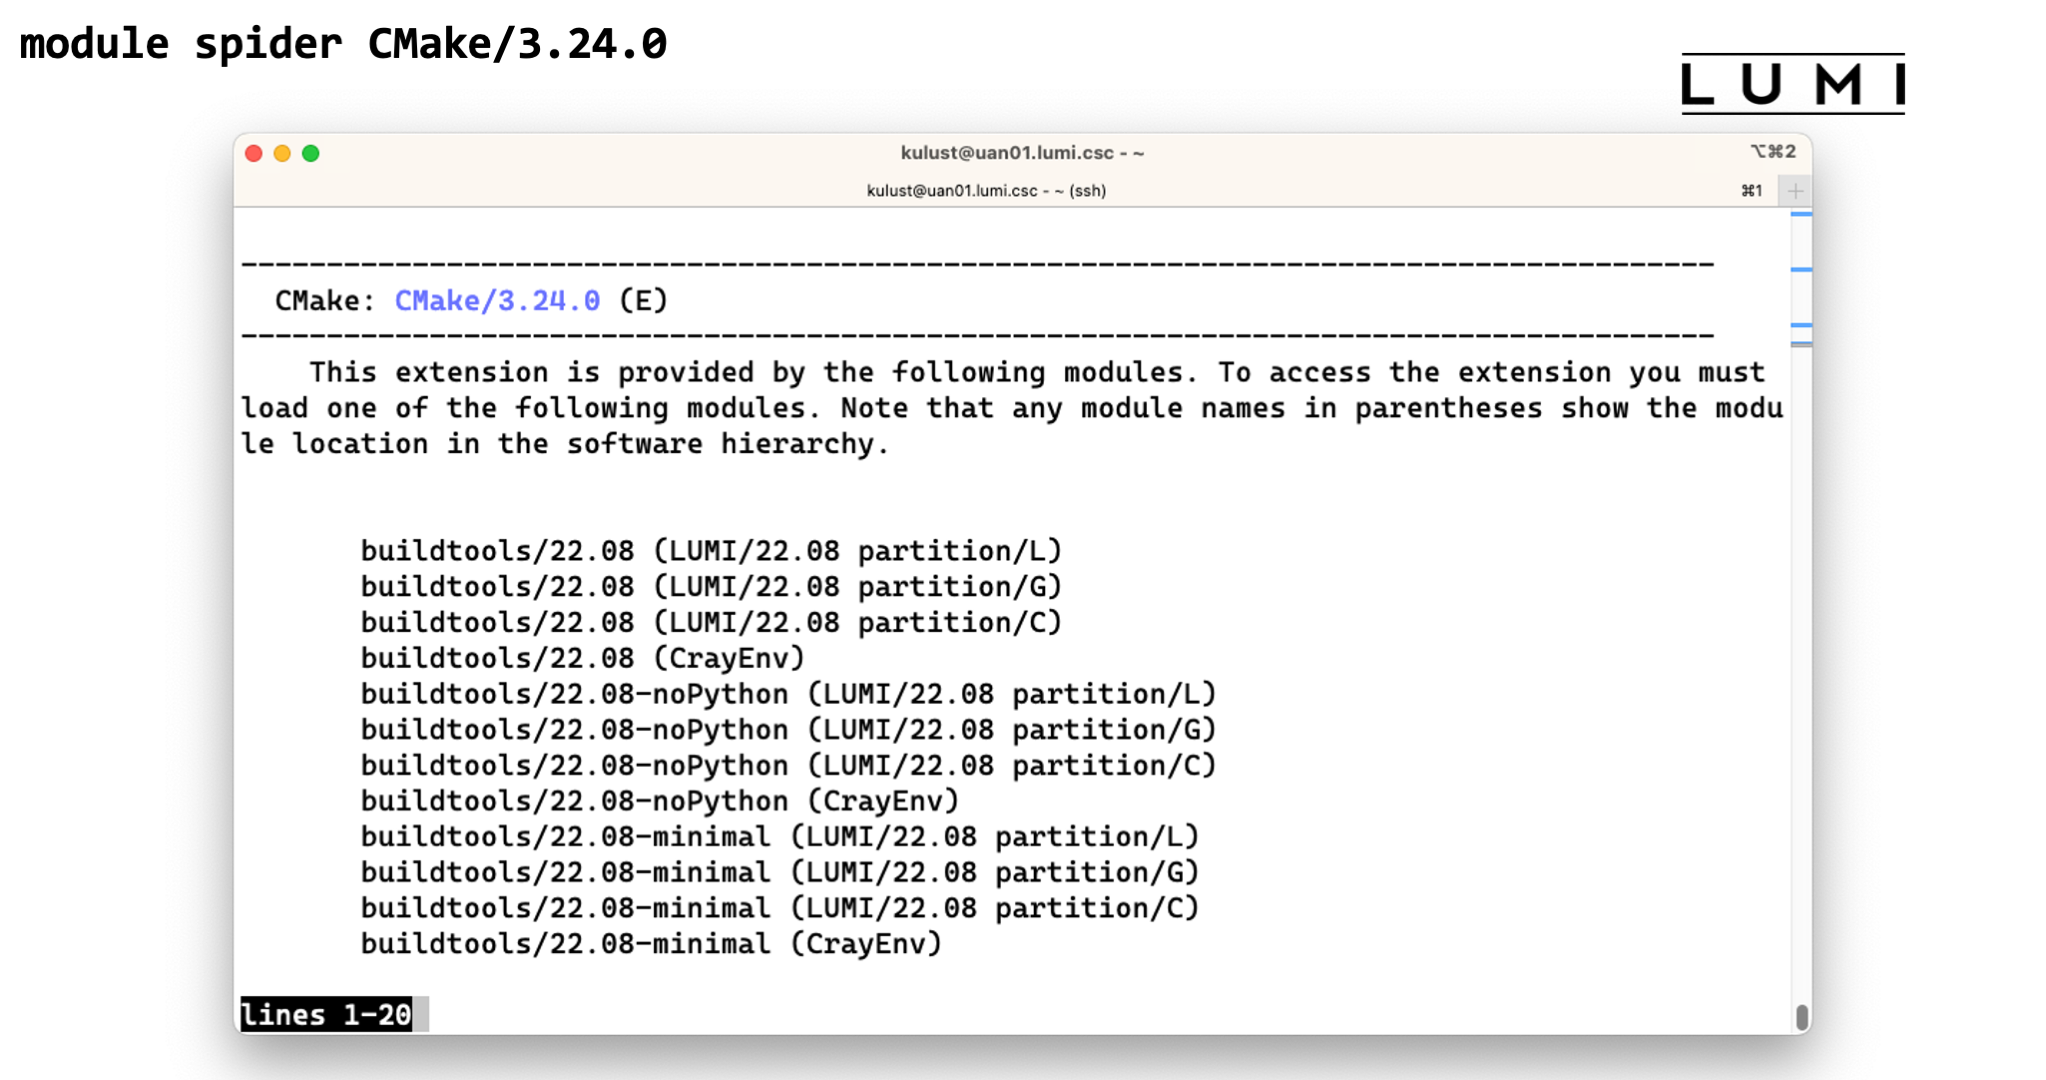 module spider CMake/3.24.0
LUMI
kulust@uan01.lumi.csc - ~
⌥⌘2
kulust@uan01.lumi.csc - ~ (ssh)
⌘1
+
--------------------------------------------------------------------------------------
CMake: CMake/3.24.0 (E)
--------------------------------------------------------------------------------------
This extension is provided by the following modules. To access the extension you must
load one of the following modules. Note that any module names in parentheses show the modu
le location in the software hierarchy.
buildtools/22.08 (LUMI/22.08 partition/L)
buildtools/22.08 (LUMI/22.08 partition/G)
buildtools/22.08 (LUMI/22.08 partition/C)
buildtools/22.08 (CrayEnv)
buildtools/22.08-noPython (LUMI/22.08 partition/L)
buildtools/22.08-noPython (LUMI/22.08 partition/G)
buildtools/22.08-noPython (LUMI/22.08 partition/C)
buildtools/22.08-noPython (CrayEnv)
buildtools/22.08-minimal (LUMI/22.08 partition/L)
buildtools/22.08-minimal (LUMI/22.08 partition/G)
buildtools/22.08-minimal (LUMI/22.08 partition/C)
buildtools/22.08-minimal (CrayEnv)
lines 1-20